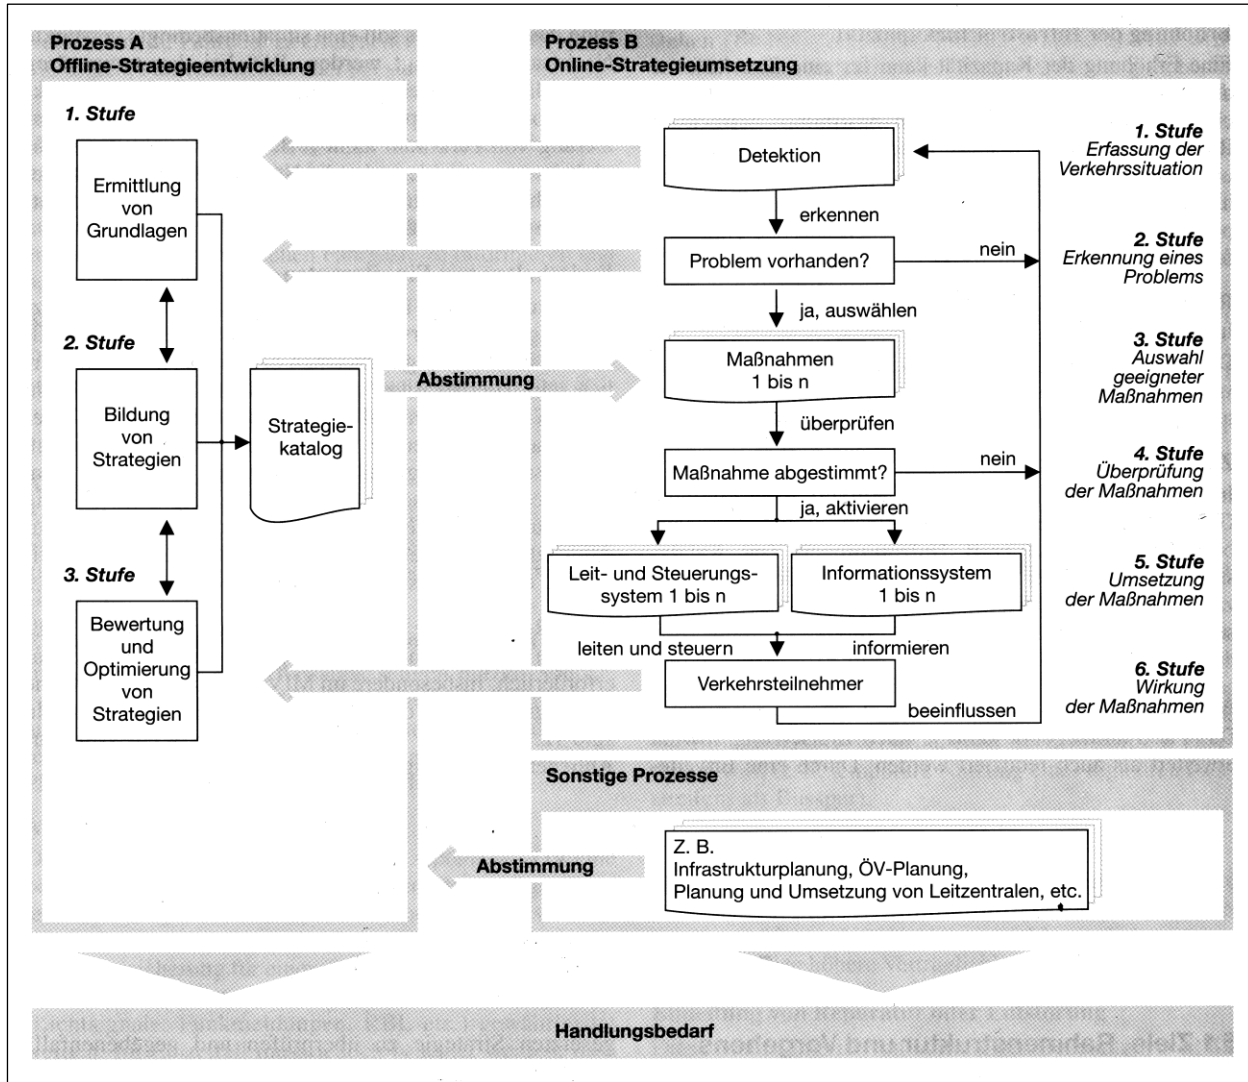 Prozess A
Offline-Strategieentwicklung
1. Stufe
Ermittlung
von
Grundlagen
2. Stufe
Bildung
von
Strategien
Strategie-
katalog
3. Stufe
Bewertung
und
Optimierung
von
Strategien
Abstimmung
Prozess B
Online-Strategieumsetzung
Detektion
1. Stufe
Erfassung der
Verkehrssituation
erkennen
Problem vorhanden?
nein
2. Stufe
Erkennung eines
Problems
ja, auswählen
Maßnahmen
1 bis n
3. Stufe
Auswahl
geeigneter
Maßnahmen
überprüfen
Maßnahme abgestimmt?
nein
4. Stufe
Überprüfung
der Maßnahmen
ja, aktivieren
Leit- und Steuerungs-
system 1 bis n
Informationssystem
1 bis n
5. Stufe
Umsetzung
der Maßnahmen
leiten und steuern
informieren
Verkehrsteilnehmer
6. Stufe
Wirkung
der Maßnahmen
beeinflussen
Sonstige Prozesse
Abstimmung
Z. B.
Infrastrukturplanung, ÖV-Planung,
Planung und Umsetzung von Leitzentralen, etc.
Handlungsbedarf